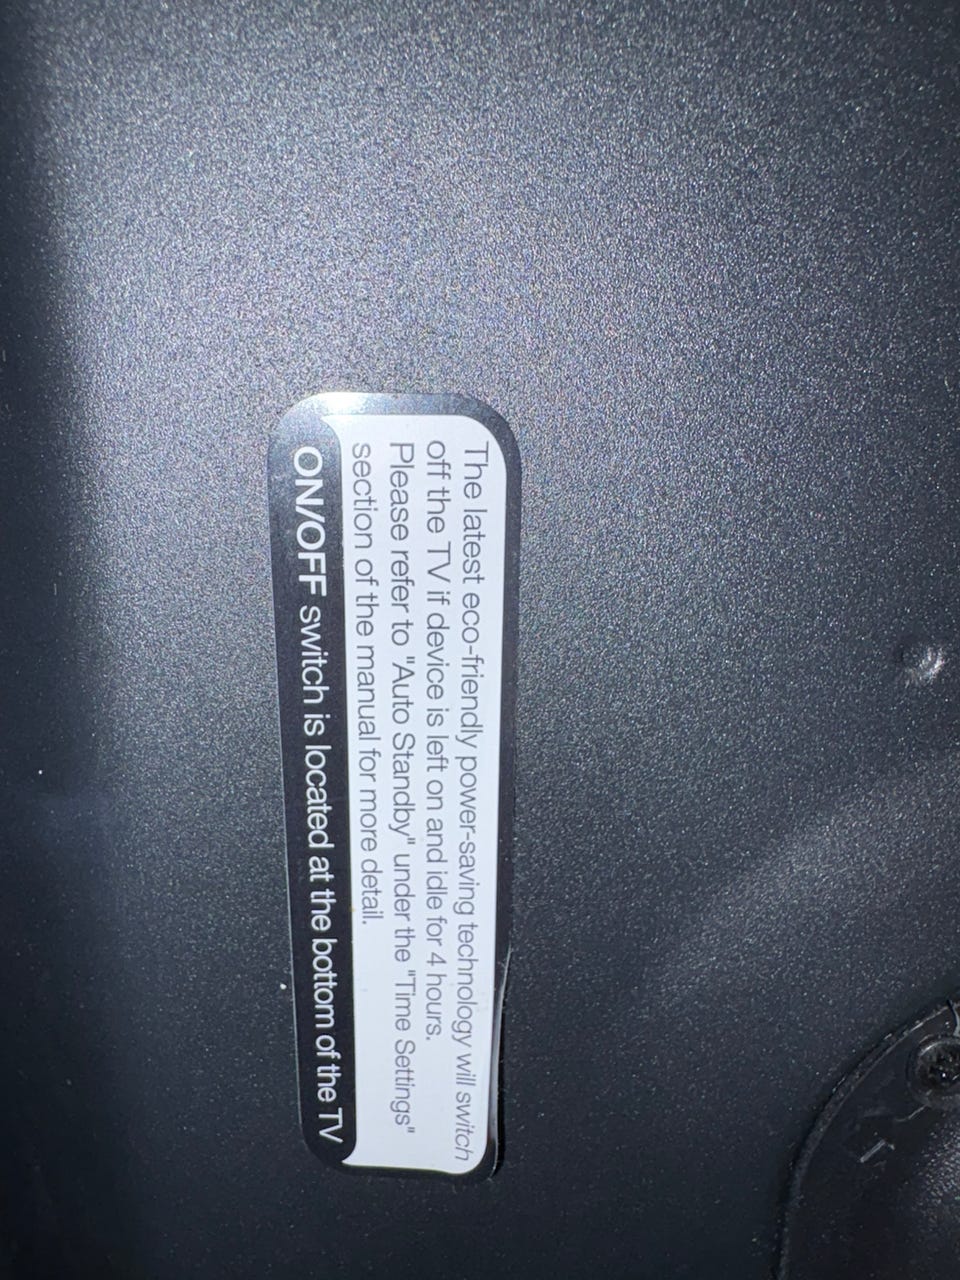 The latest eco-friendly power-saving technology will switch
off the TV if device is left on and idle for 4 hours.
Please refer to "Auto Standby" under the "Time Settings"
section of the manual for more detail.
ON/OFF switch is located at the bottom of the TV